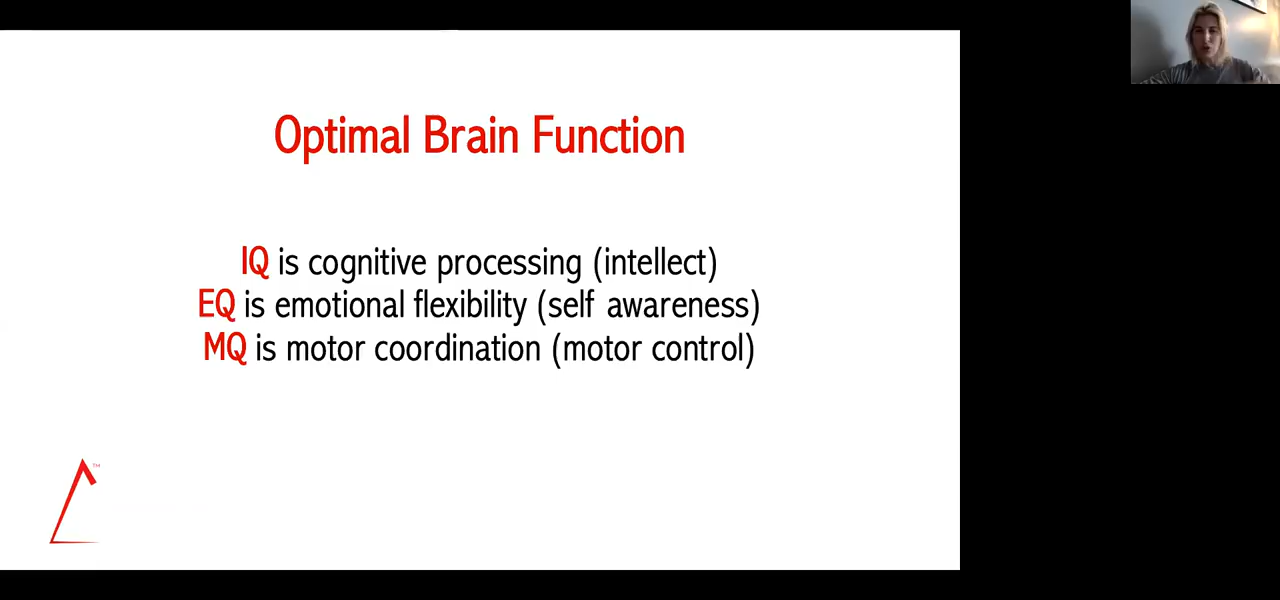 Optimal Brain Function
IQ is cognitive processing (intellect)
EQ is emotional flexibility (self awareness)
MQ is motor coordination (motor control)
TM